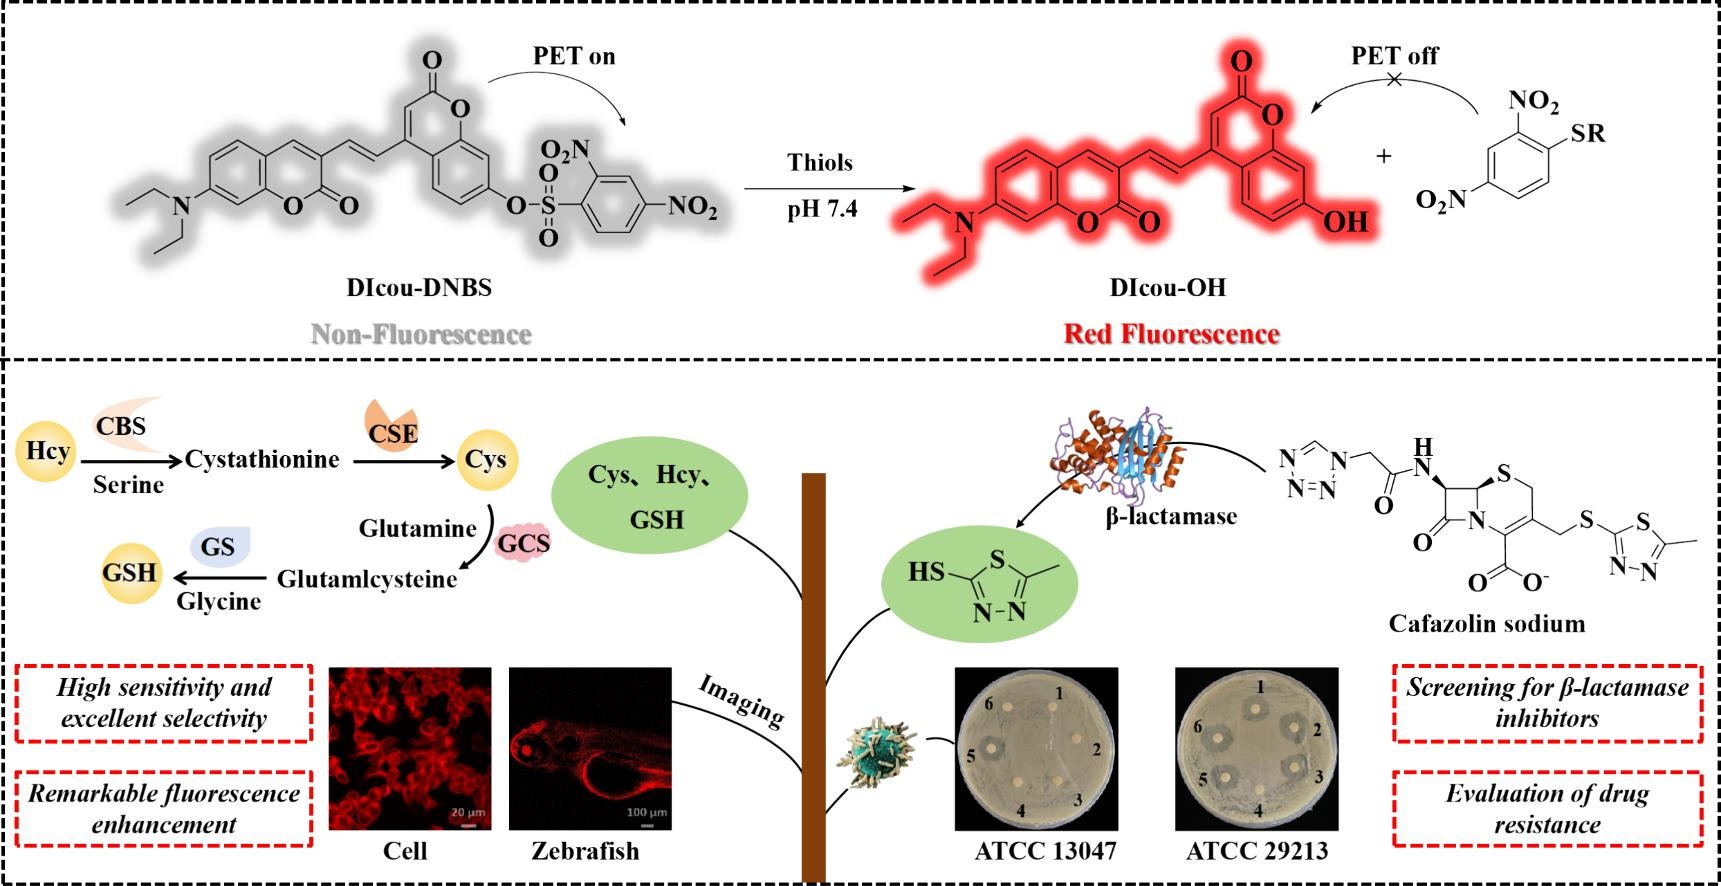 PET on
PET off
O
O
O
O
N
O₂N
O
S
O
O
NO₂
Thiols
pH 7.4
O
O
O
O
N
OH
+
NO₂
SR
O₂N
DIcou-DNBS
DIcou-OH
Non-Fluorescence
Red Fluorescence
Hcy
CBS
Serine
Cystathionine
CSE
Cys
Glutamine
GCS
Glutamlcysteine
GS
Glycine
GSH
Cys、Hcy、
GSH
β-lactamase
HS
S
N-N
N
N
N=N
O
H
N
S
N
O
O
O⁻
S
S
N-N
Cafazolin sodium
High sensitivity and
excellent selectivity
Remarkable fluorescence
enhancement
20 μm
Cell
100 μm
Zebrafish
Imaging
1
2
3
4
5
6
ATCC 13047
1
2
3
4
5
6
ATCC 29213
Screening for β-lactamase
inhibitors
Evaluation of drug
resistance